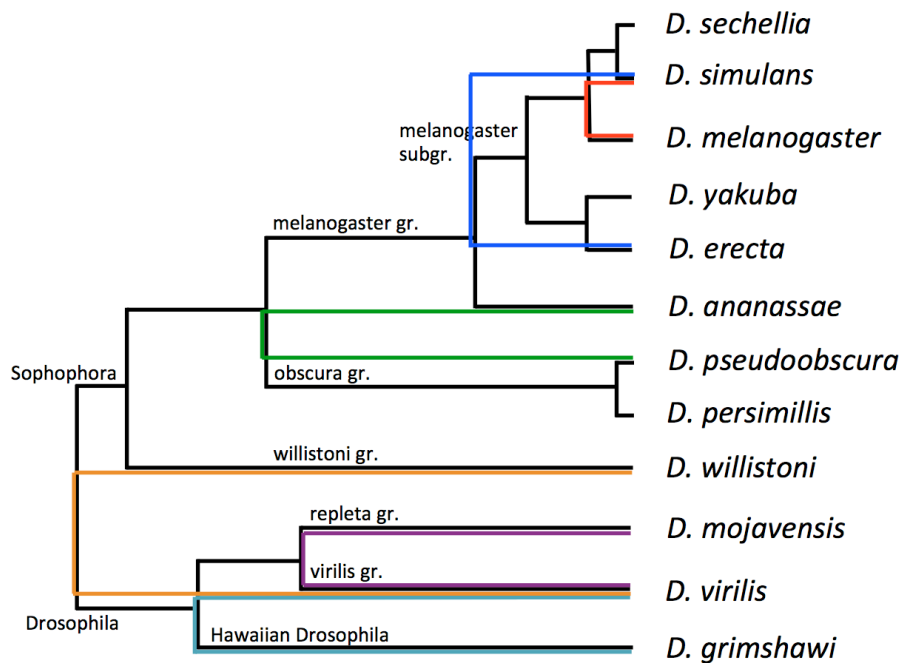 D. sechellia
D. simulans
melanogaster
subgr.
D. melanogaster
D. yakuba
melanogaster gr.
D. erecta
D. ananassae
Sophophora
obscura gr.
D. pseudoobscura
D. persimillis
willistoni gr.
D. willistoni
repleta gr.
D. mojavensis
virilis gr.
D. virilis
Drosophila
Hawaiian Drosophila
D. grimshawi